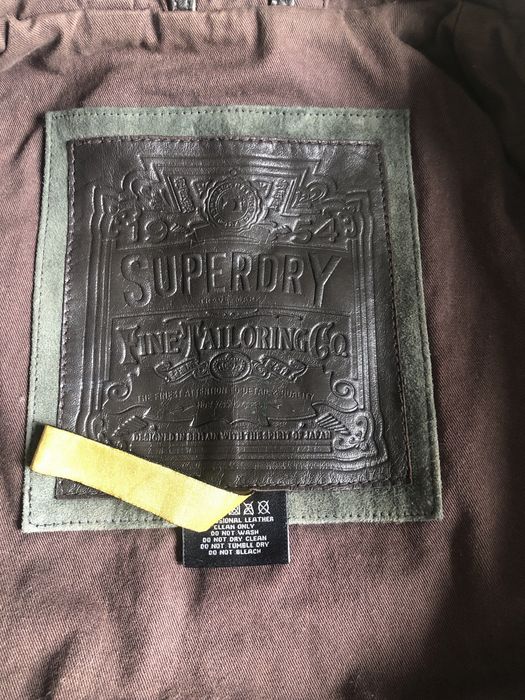 19 54
SUPERDRY
FINE TAILORING CO
THE FINEST ATTENTION TO DETAIL & QUALITY
DESIGNED IN BRITAIN WITH THE SPIRIT OF JAPAN
LEATHER
CLEAN ONLY
DO NOT WASH
DO NOT DRY CLEAN
DO NOT TUMBLE DRY
DO NOT BLEACH